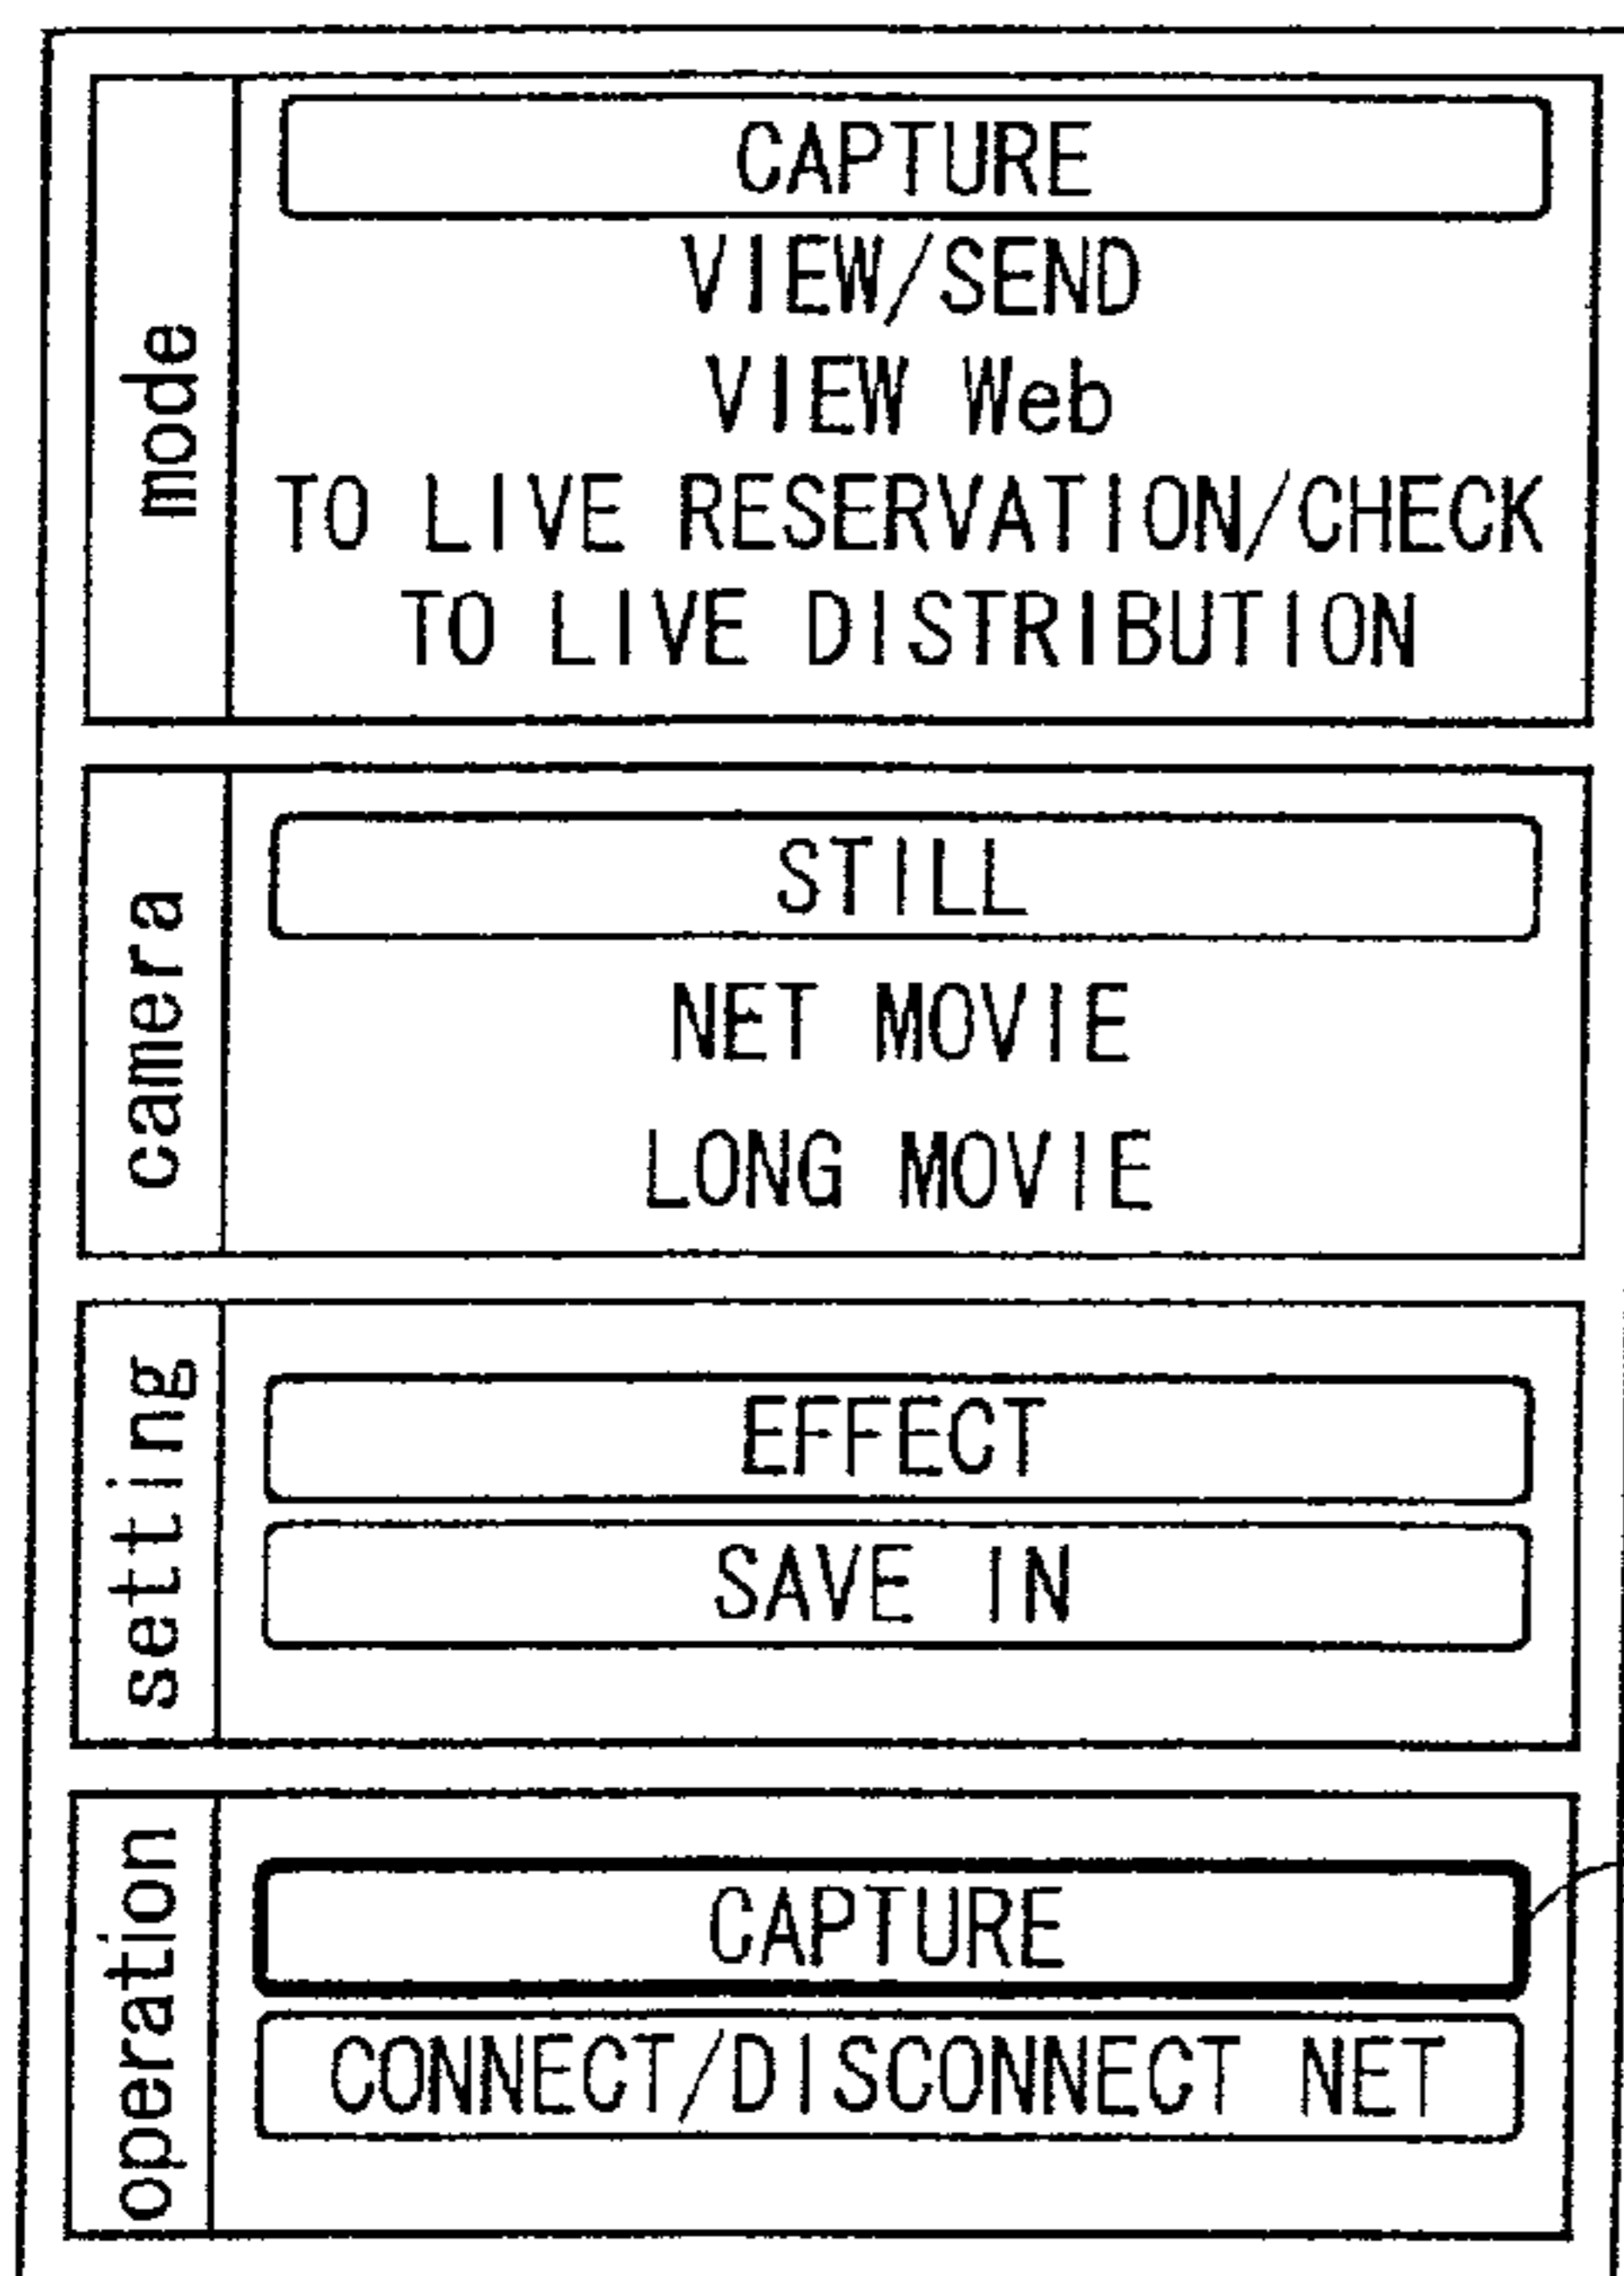 mode
CAPTURE
VIEW/SEND
VIEW Web
TO LIVE RESERVATION/CHECK
TO LIVE DISTRIBUTION
camera
STILL
NET MOVIE
LONG MOVIE
setting
EFFECT
SAVE IN
operation
CAPTURE
CONNECT/DISCONNECT NET